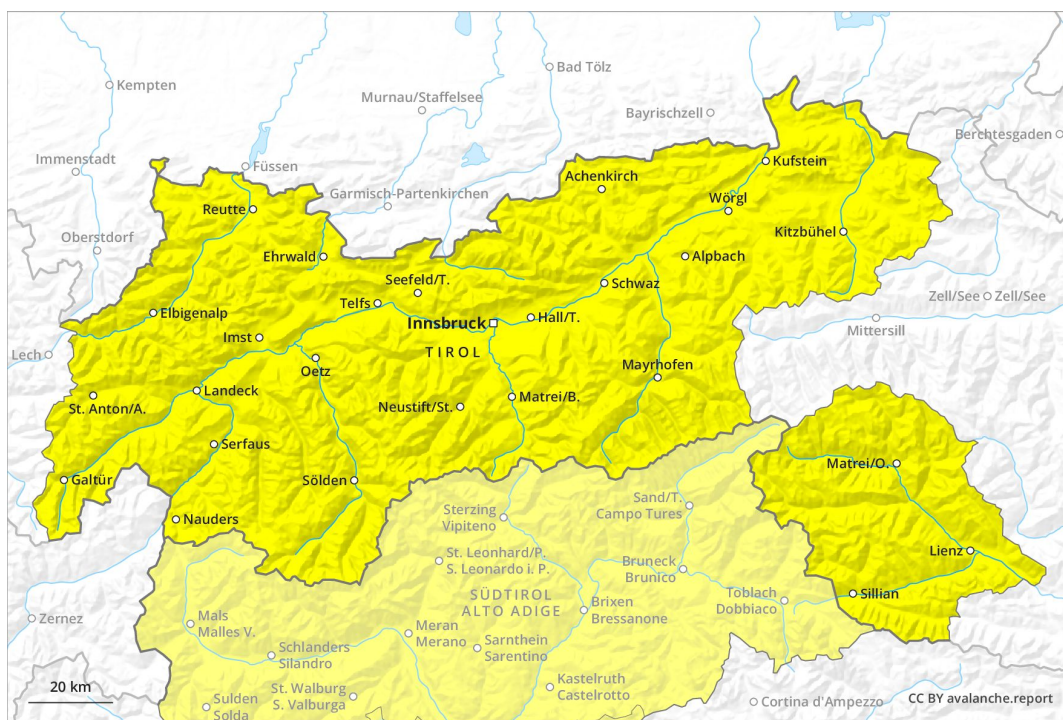 Kempten
Bad Tölz
Murnau/Staffelsee
Bayrischzell
Berchtesgaden
Immenstadt
Füssen
Kufstein
Achenkirch
Garmisch-Partenkirchen
Wörgl
Reutte
Kitzbühel
Oberstdorf
Ehrwald
Alpbach
Seefeld/T.
Schwaz
Telfs
Zell/See
Zell/See
Elbigenalp
Hall/T.
Innsbruck
Mittersill
Imst
TIROL
Lech
Oetz
Mayrhofen
Landeck
St. Anton/A.
Neustift/St.
Matrei/B.
Serfaus
Matrei/O.
Galtür
Sölden
Sand/T.
Campo Tures
Sterzing
Vipiteno
Nauders
Lienz
St. Leonhard/P.
S. Leonardo i. P.
Bruneck
Brunico
SÜDTIROL
ALTO ADIGE
Toblach
Dobbiaco
Sillian
Brixen
Bressanone
Zernez
Mals
Malles V.
Meran
Merano
Schlanders
Silandro
Sarnthein
Sarentino
20 km
St. Walburg
S. Valburga
Kastelruth
Castelrotto
Sulden
Solda
Cortina d'Ampezzo
CC BY avalanche.report